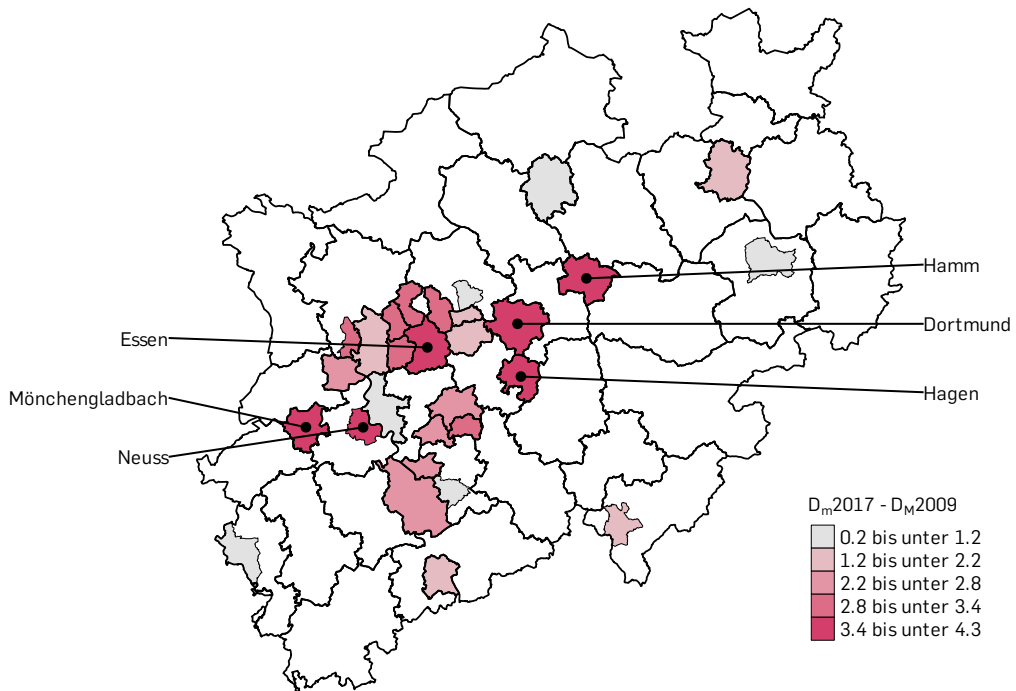 Hamm
Dortmund
Essen
Hagen
Mönchengladbach
Neuss
Dm2017 - DM2009
0.2 bis unter 1.2
1.2 bis unter 2.2
2.2 bis unter 2.8
2.8 bis unter 3.4
3.4 bis unter 4.3